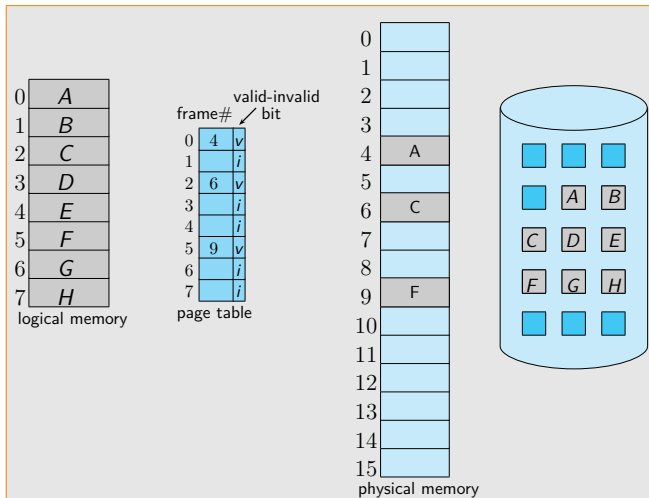 0 A
1 B
2 C
3 D
4 E
5 F
6 G
7 H
logical memory
valid-invalid
bit
frame#
0 4 v
1 i
2 6 v
3 i
4 i
5 9 v
6 i
7 i
page table
0
1
2
3
4 A
5
6 C
7
8
9 F
10
11
12
13
14
15
physical memory
A B
C D E
F G H